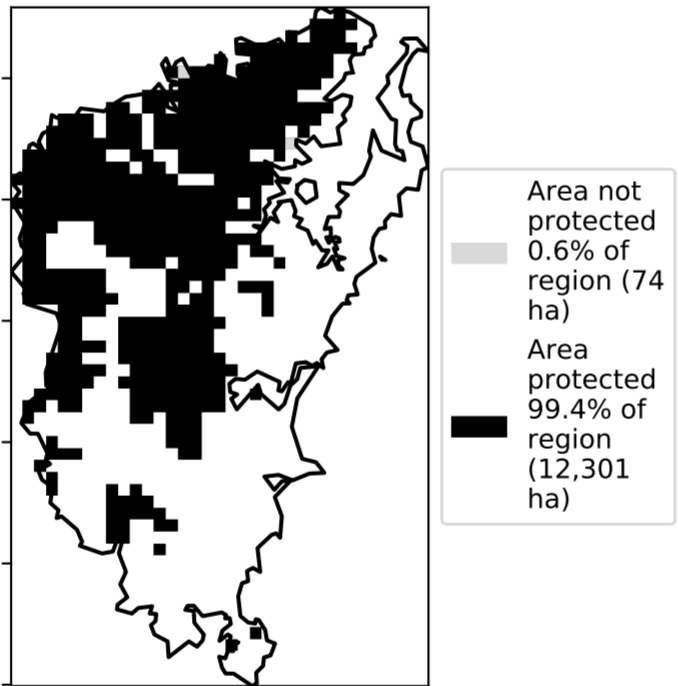 Area not
protected
0.6% of
region (74
ha)
Area
protected
99.4% of
region
(12,301
ha)